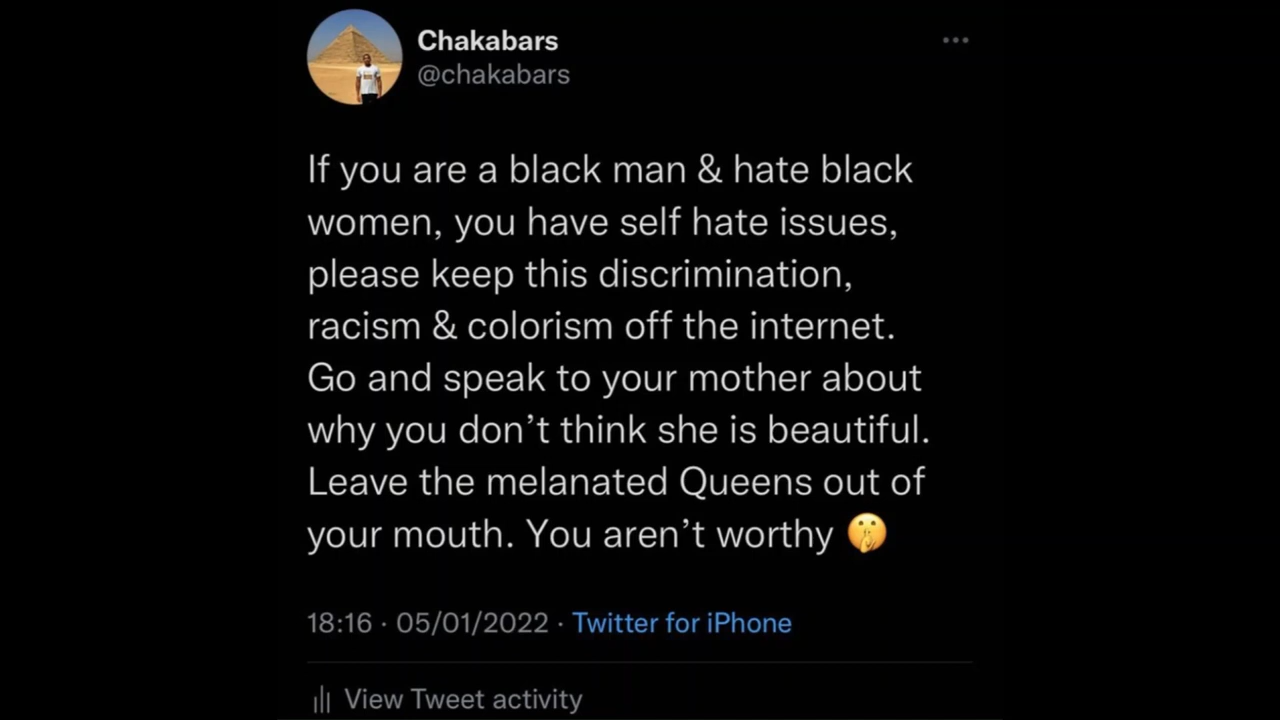 Chakabars
@chakabars
If you are a black man & hate black
women, you have self hate issues,
please keep this discrimination,
racism & colorism off the internet.
Go and speak to your mother about
why you don’t think she is beautiful.
Leave the melanated Queens out of
your mouth. You aren’t worthy 🤫
18:16 · 05/01/2022 · Twitter for iPhone
View Tweet activity